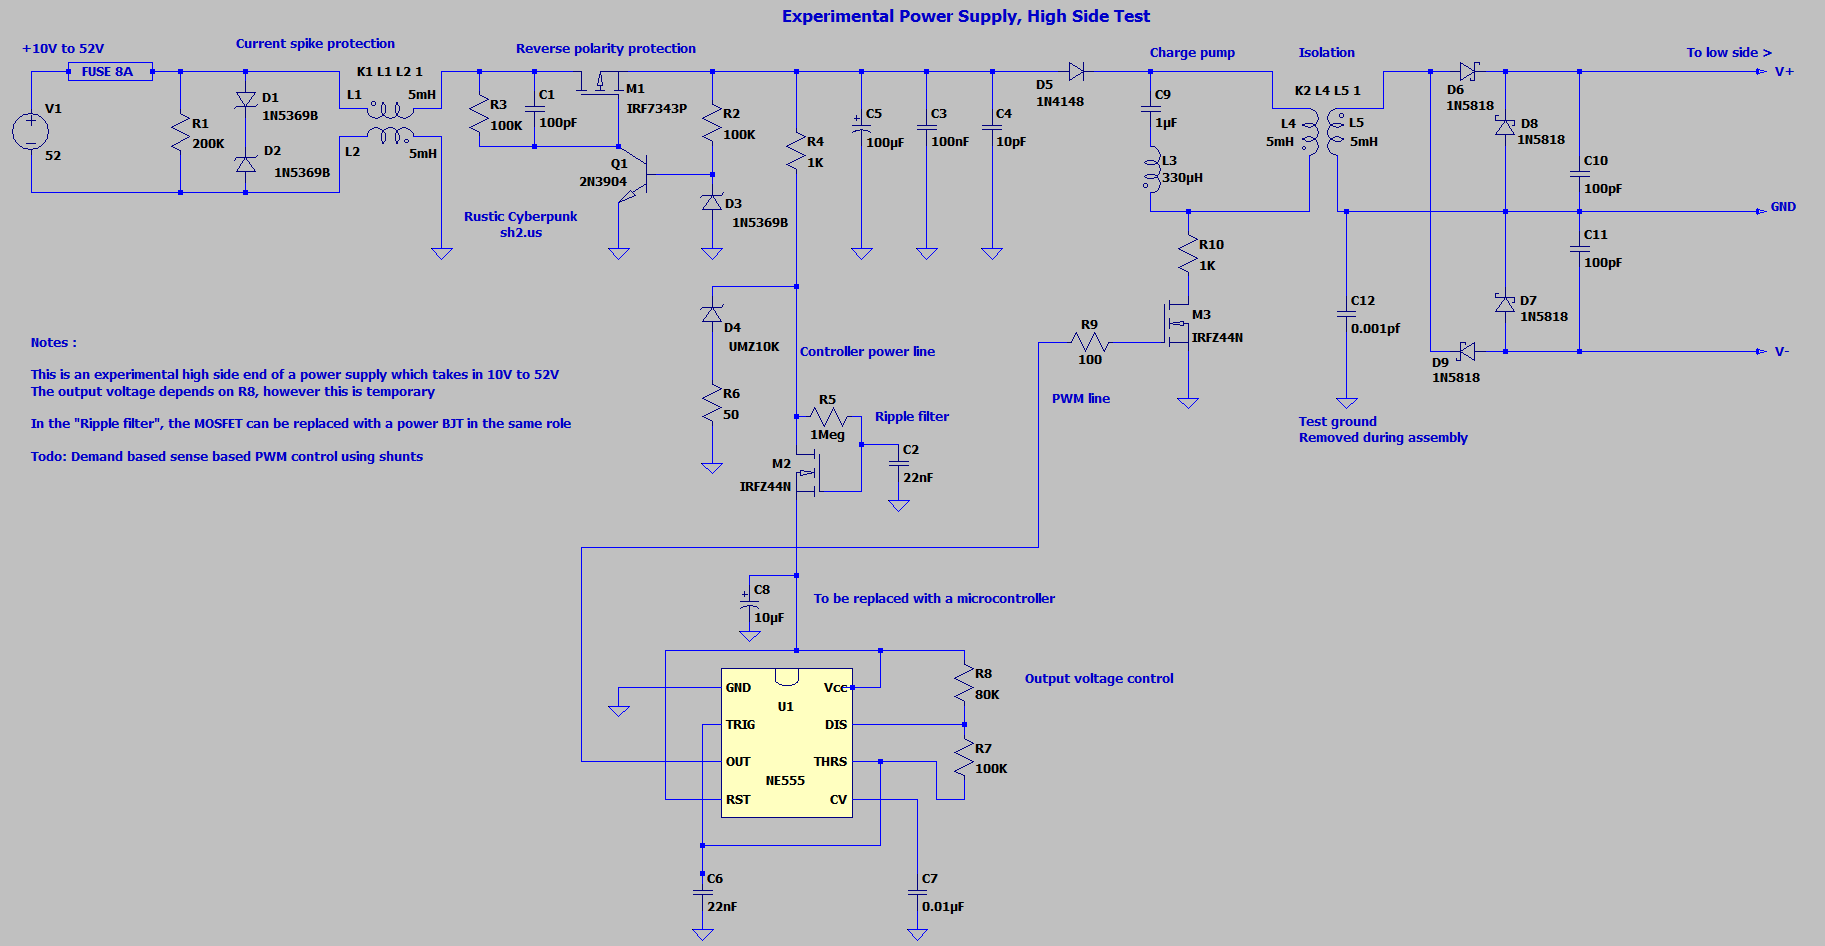 Experimental Power Supply, High Side Test
+10V to 52V
Current spike protection
Reverse polarity protection
Charge pump
Isolation
To low side >
FUSE 8A
K1 L1 L2 1
V+
V1
52
R1
200K
D1
1N5369B
D2
1N5369B
L1
5mH
L2
5mH
R3
100K
C1
100pF
M1
IRF7343P
Q1
2N3904
R2
100K
D3
1N5369B
R4
1K
C5
100µF
C3
100nF
C4
10pF
D5
1N4148
C9
1µF
L3
330µH
K2 L4 L5 1
L4
5mH
L5
5mH
D6
1N5818
D8
1N5818
C10
100pF
GND
Rustic Cyberpunk
sh2.us
R10
1K
C11
100pF
C12
0.001pf
D7
1N5818
M3
IRFZ44N
R9
100
D4
UMZ10K
Controller power line
D9
1N5818
V-
Notes :
This is an experimental high side end of a power supply which takes in 10V to 52V
The output voltage depends on R8, however this is temporary
In the "Ripple filter", the MOSFET can be replaced with a power BJT in the same role
Todo: Demand based sense based PWM control using shunts
R6
50
R5
1Meg
Ripple filter
PWM line
Test ground
Removed during assembly
M2
IRFZ44N
C2
22nF
C8
10µF
To be replaced with a microcontroller
GND
Vcc
U1
TRIG
DIS
OUT
THRS
NE555
RST
CV
R8
80K
Output voltage control
R7
100K
C6
22nF
C7
0.01µF